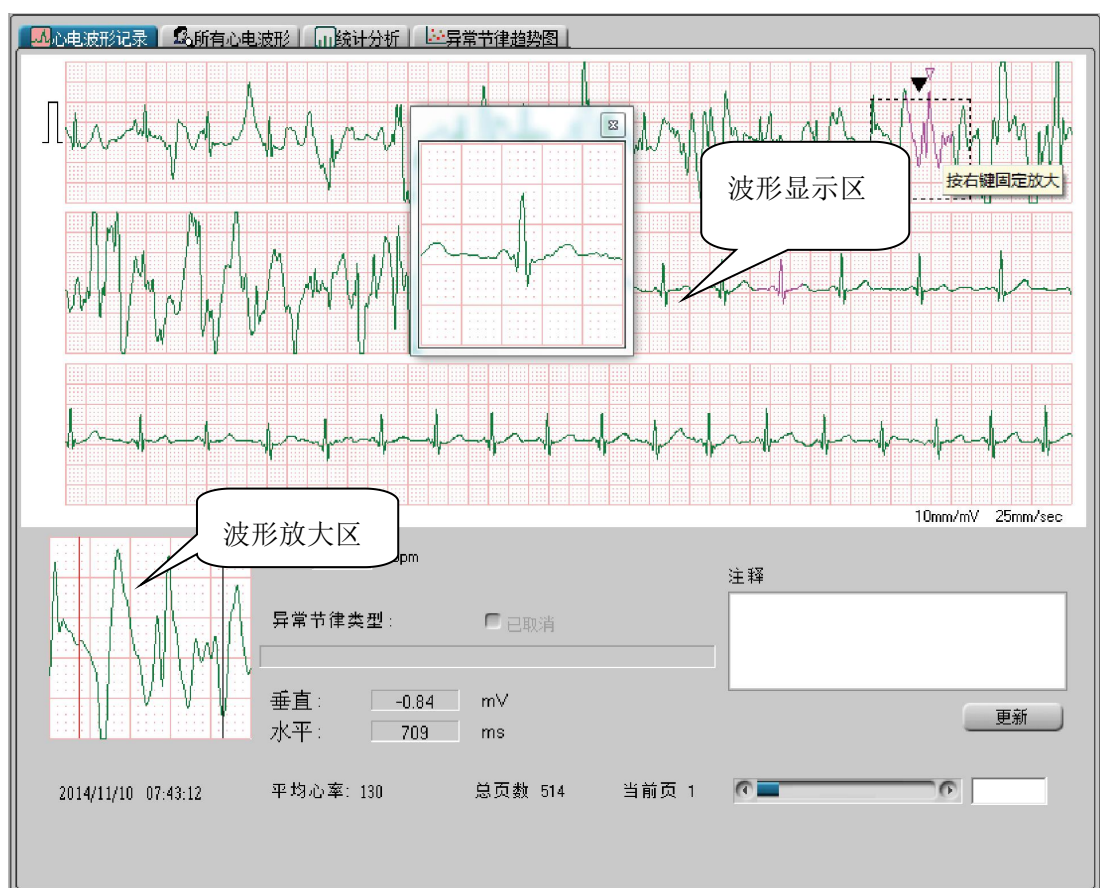 心电波形记录 所有心电波形 统计分析 异常节律趋势图
波形显示区
按右键固定放大
10mm/mV 25mm/sec
波形放大区
注释
异常节律类型: 已取消
垂直: -0.84 mV
水平: 709 ms
更新
2014/11/10 07:43:12 平均心率: 130 总页数 514 当前页 1